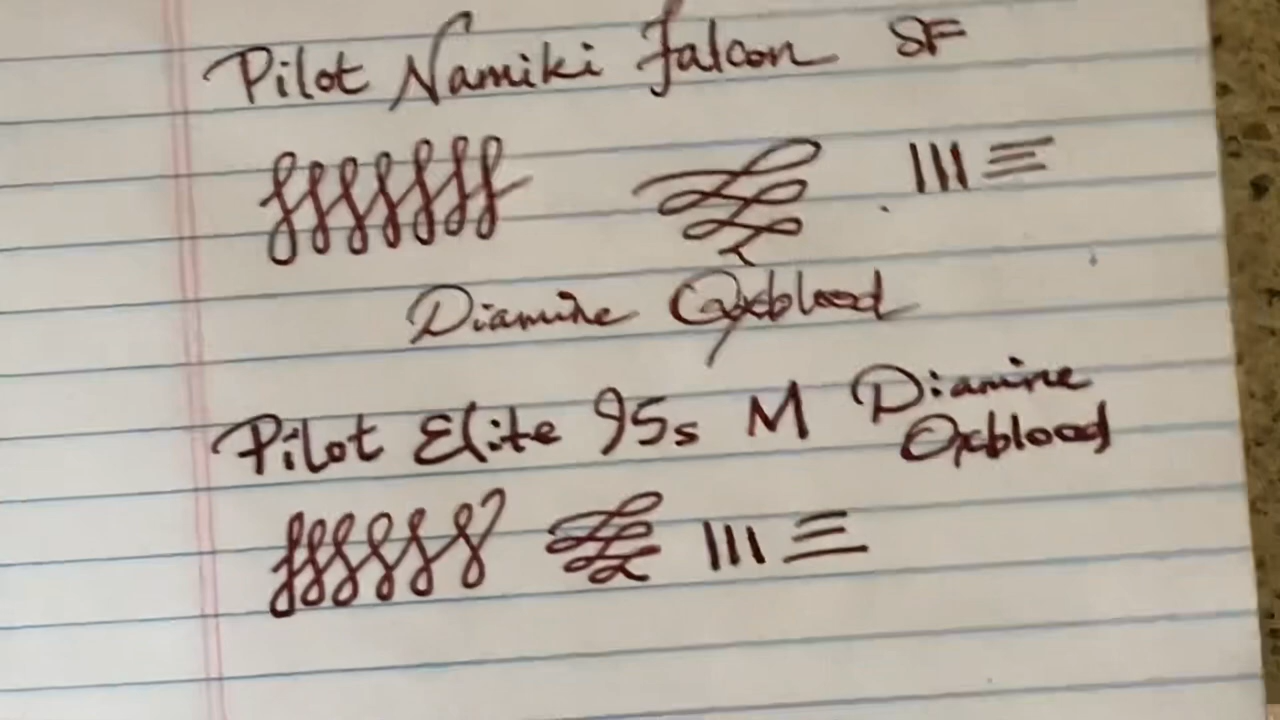 Pilot Namiki Falcon SF
Diamine Oxblood
Pilot Elite 95s M Diamine
Oxblood